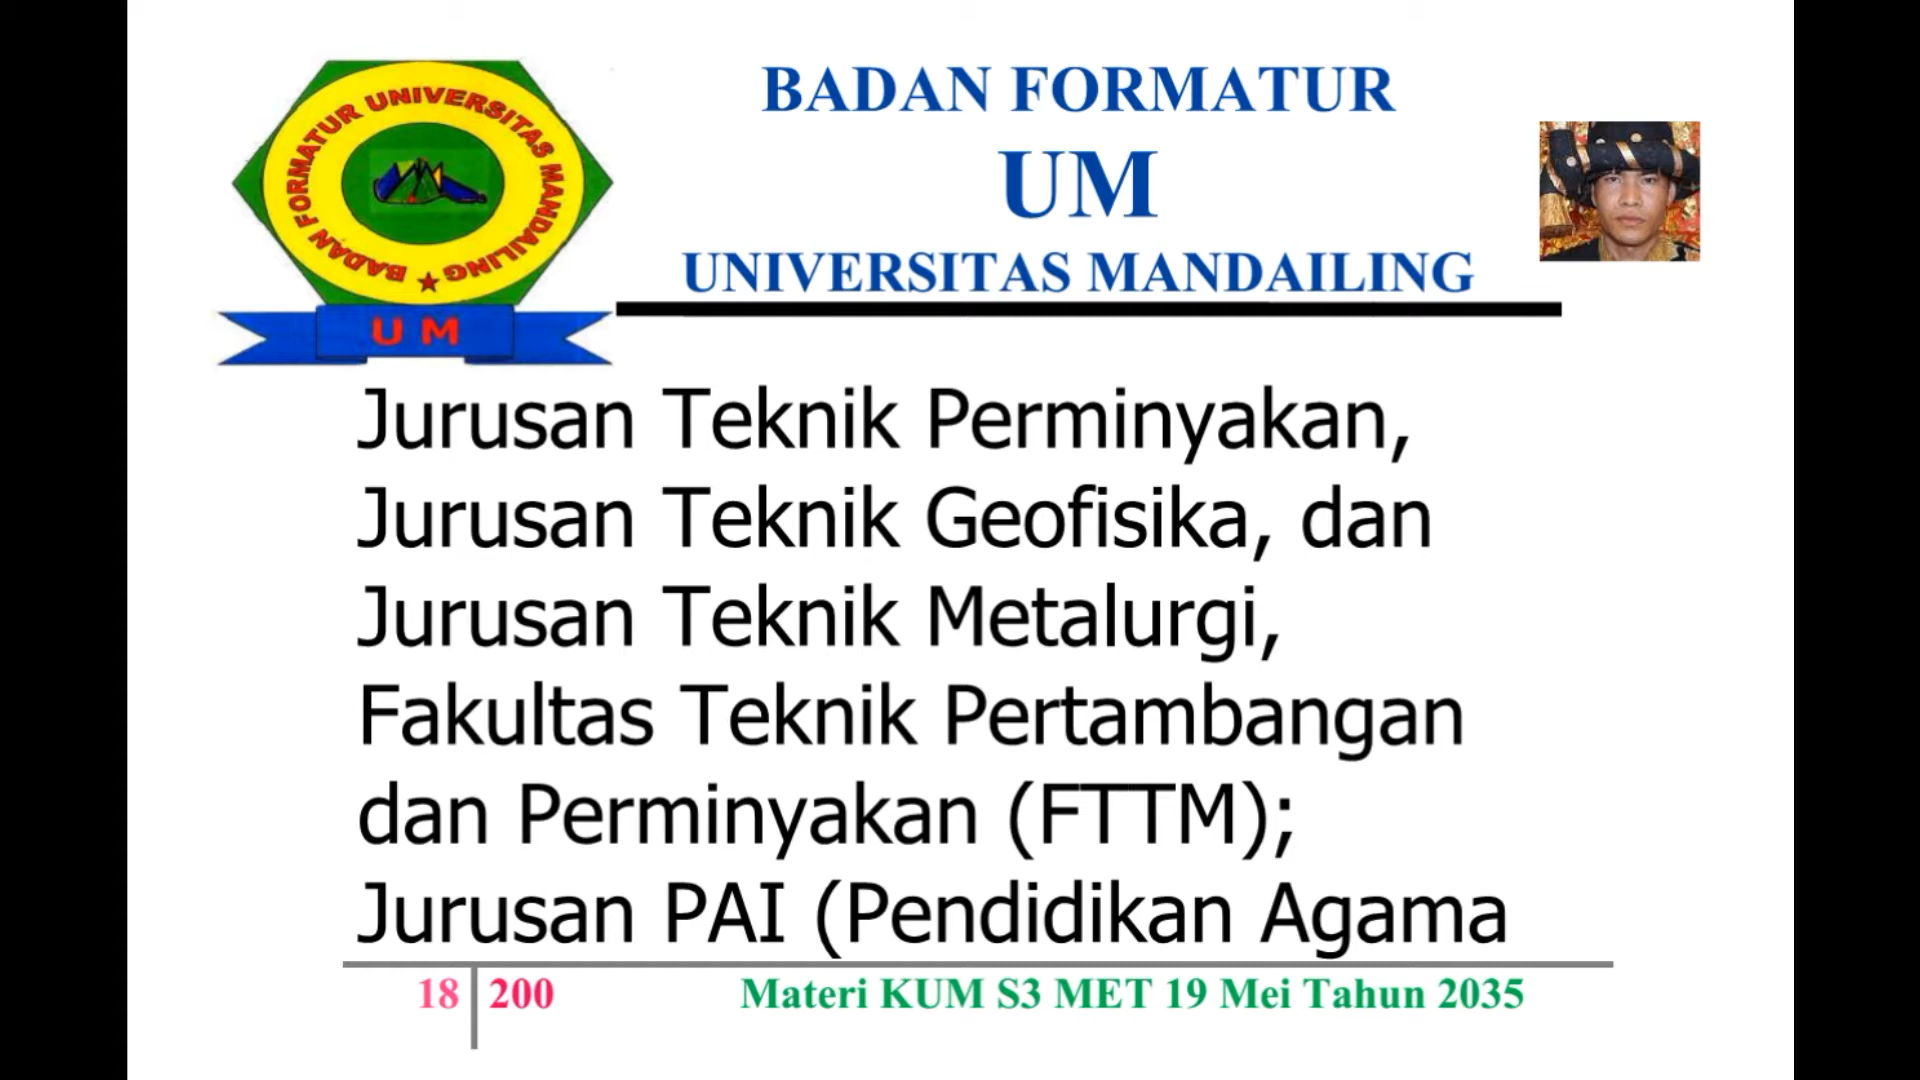 BADAN FORMATUR UNIVERSITAS MANDAILING
U M
BADAN FORMATUR
UM
UNIVERSITAS MANDAILING
Jurusan Teknik Perminyakan,
Jurusan Teknik Geofisika, dan
Jurusan Teknik Metalurgi,
Fakultas Teknik Pertambangan
dan Perminyakan (FTTM);
Jurusan PAI (Pendidikan Agama
18 200 Materi KUM S3 MET 19 Mei Tahun 2035